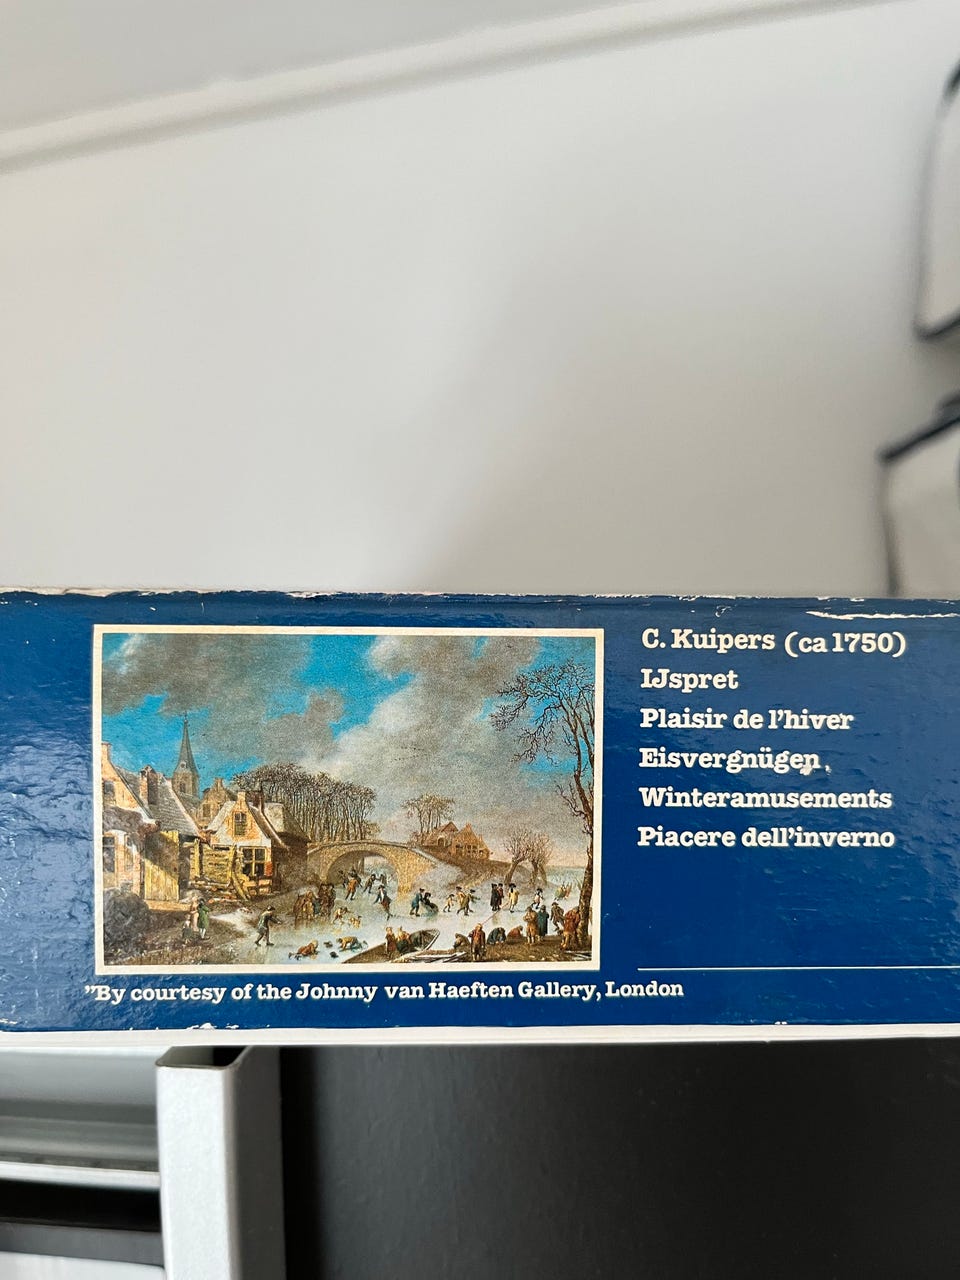 C. Kuipers (ca 1750)
IJspret
Plaisir de l'hiver
Eisvergnügen,
Winteramusements
Piacere dell'inverno
"By courtesy of the Johnny van Haeften Gallery, London